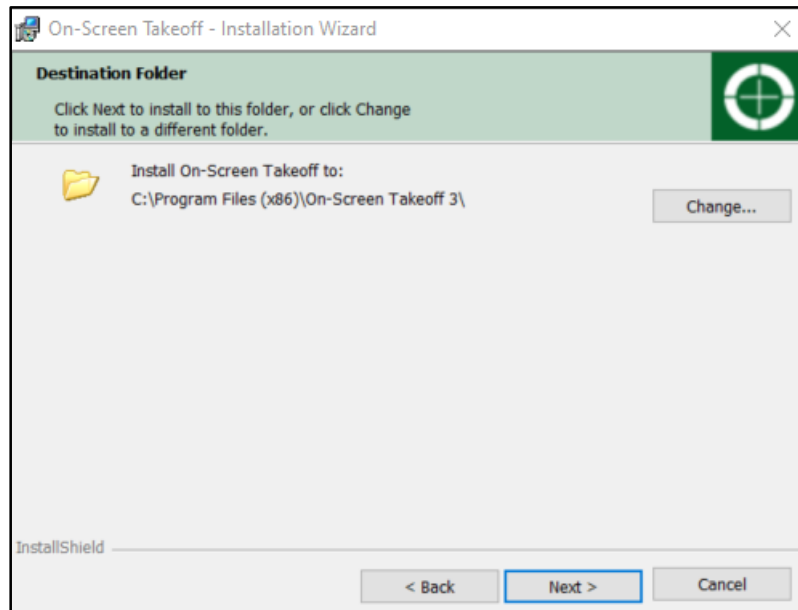 On-Screen Takeoff - Installation Wizard
Destination Folder
Click Next to install to this folder, or click Change
to install to a different folder.
Install On-Screen Takeoff to:
C:\Program Files (x86)\On-Screen Takeoff 3\
Change...
InstallShield
< Back
Next >
Cancel